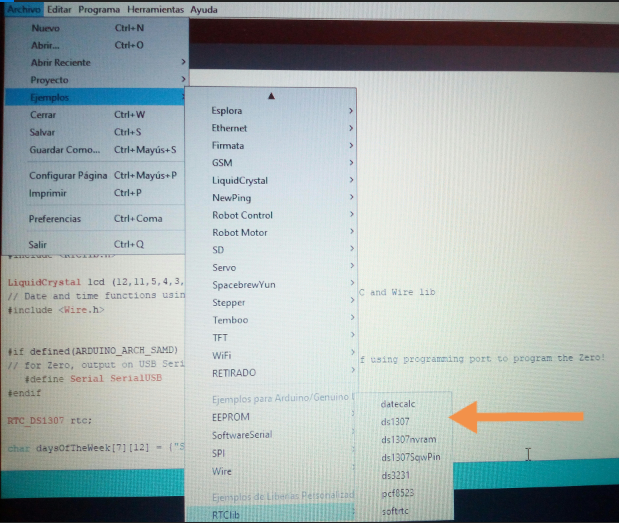 Archivo Editar Programa Herramientas Ayuda
Nuevo Ctrl+N
Abrir... Ctrl+O
Abrir Reciente
Proyecto
Ejemplos
Cerrar Ctrl+W
Salvar Ctrl+S
Guardar Como... Ctrl+Mayús+S
Configurar Página Ctrl+Mayús+P
Imprimir Ctrl+P
Preferencias Ctrl+Coma
Salir Ctrl+Q
Esplora
Ethernet
Firmata
GSM
LiquidCrystal
NewPing
Robot Control
Robot Motor
SD
Servo
SpacebrewYun
Stepper
Temboo
TFT
WiFi
RETIRADO
Ejemplos para Arduino/Genuino
EEPROM
SoftwareSerial
SPI
Wire
Ejemplos de Liberias Personalizad
RTClib
datecalc
ds1307
ds1307nvram
ds1307SqwPin
ds3231
pcf8523
softrtc
#include <RTClib.h>
LiquidCrystal lcd (12,11,5,4,3,
// Date and time functions usin C and Wire lib
#include <Wire.h>
#if defined(ARDUINO_ARCH_SAMD)
// for Zero, output on USB Seri f using programming port to program the Zero!
#define Serial SerialUSB
#endif
RTC_DS1307 rtc;
char daysOfTheWeek[7][12] = {"S